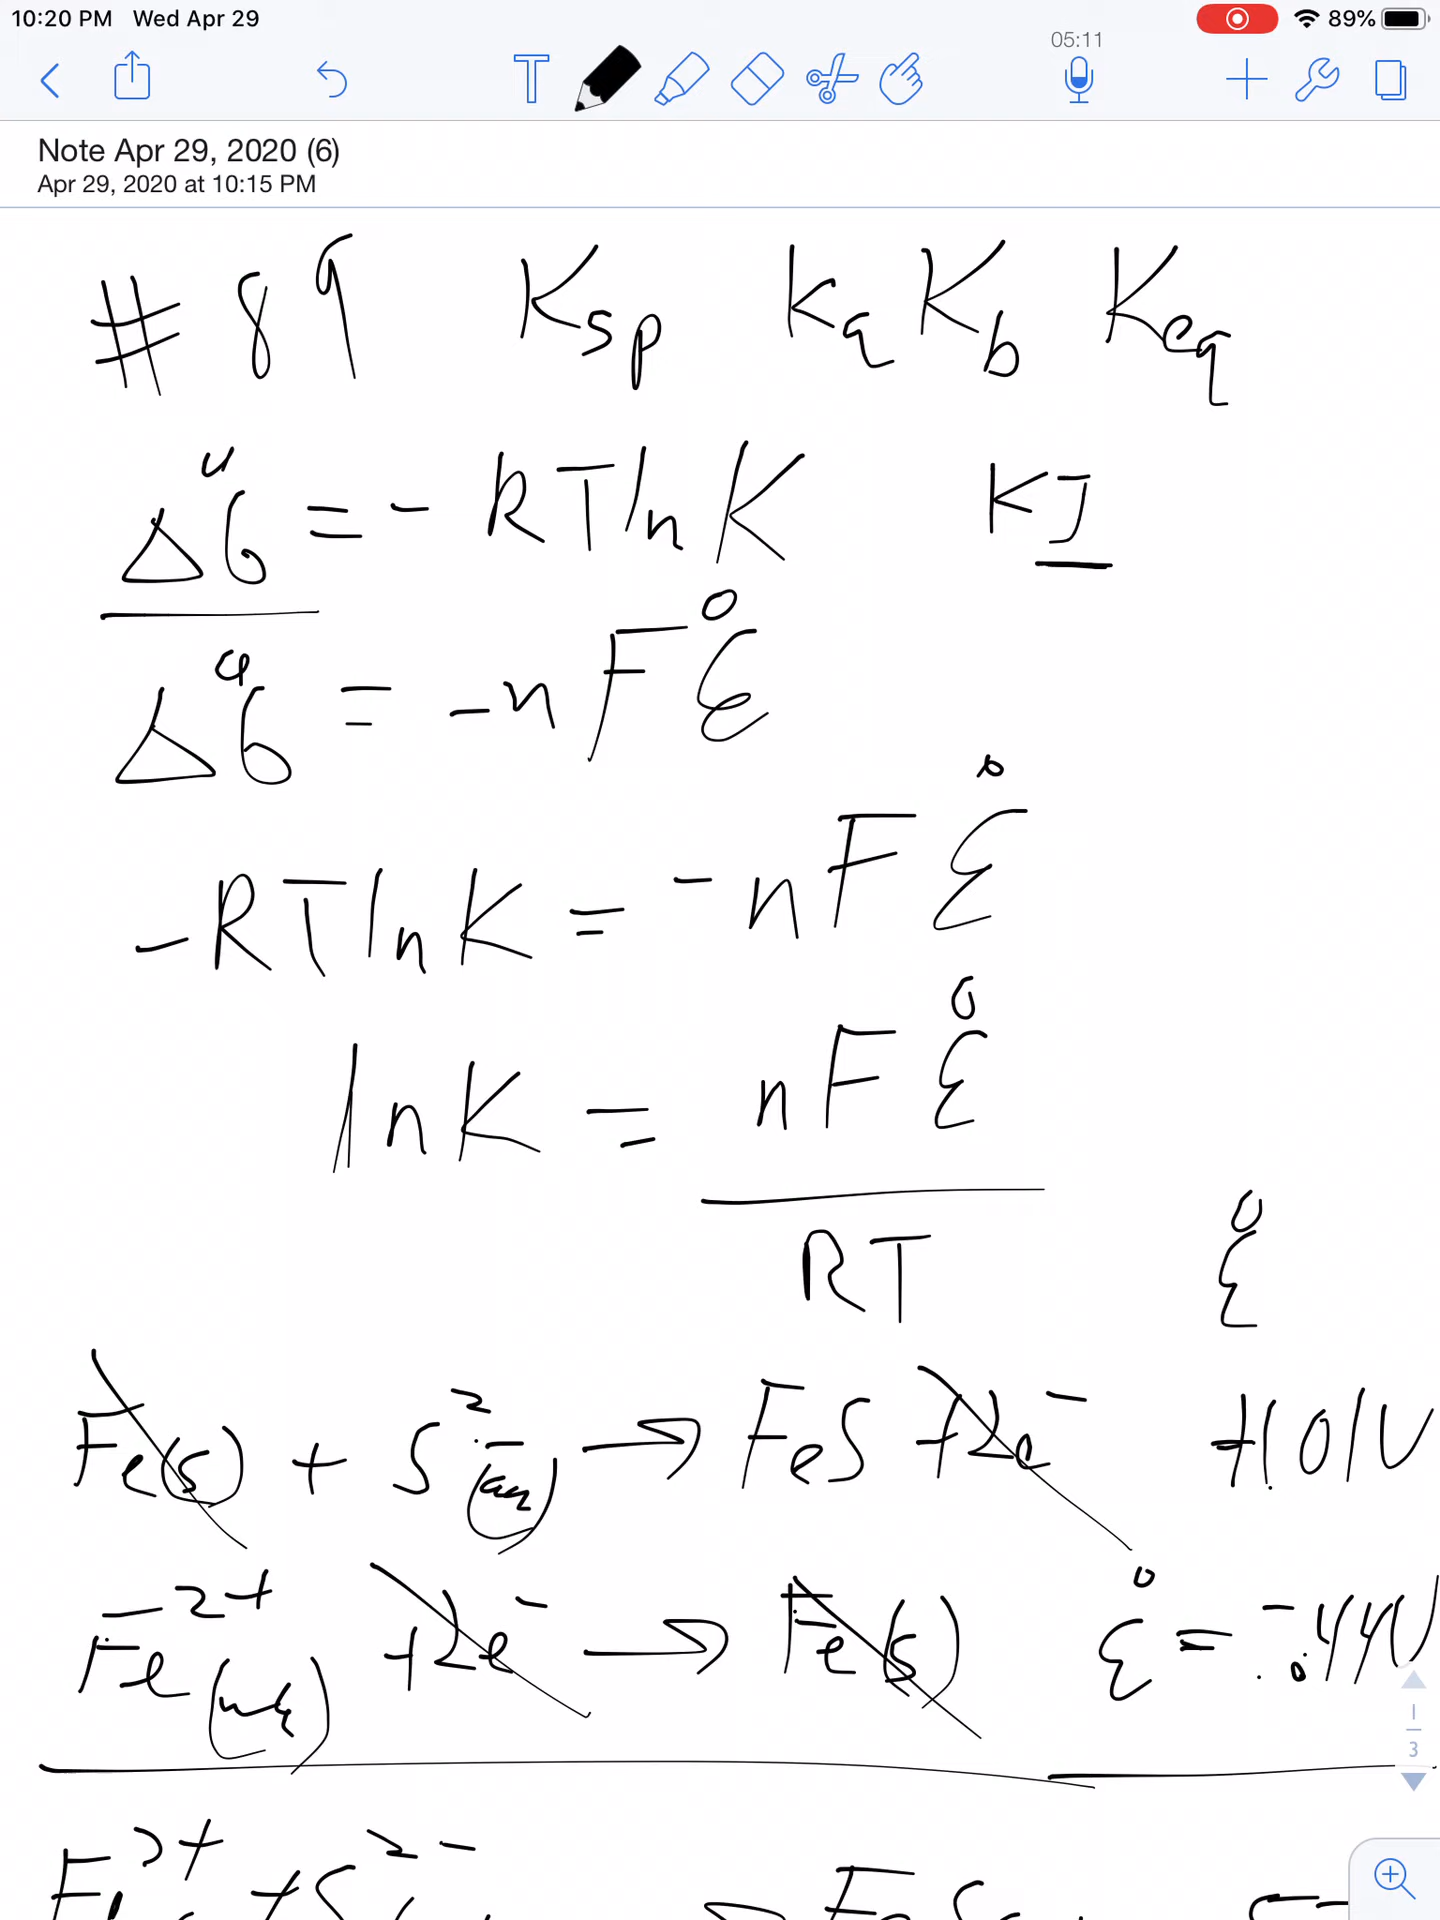 10:20 PM Wed Apr 29 89%
05:11
T
Note Apr 29, 2020 (6)
Apr 29, 2020 at 10:15 PM
# 89 Ksp Ka Kb Keq
ΔG° = - RT ln K KJ
ΔG° = -nFℰ°
-RT ln K = -nFℰ°
ln K = nFℰ°
RT ℰ°
Fe(s) + S²⁻(aq) → FeS + 2e⁻ +1.01V
Fe²⁺(aq) + 2e⁻ → Fe(s) ℰ° = -.44V
1
3